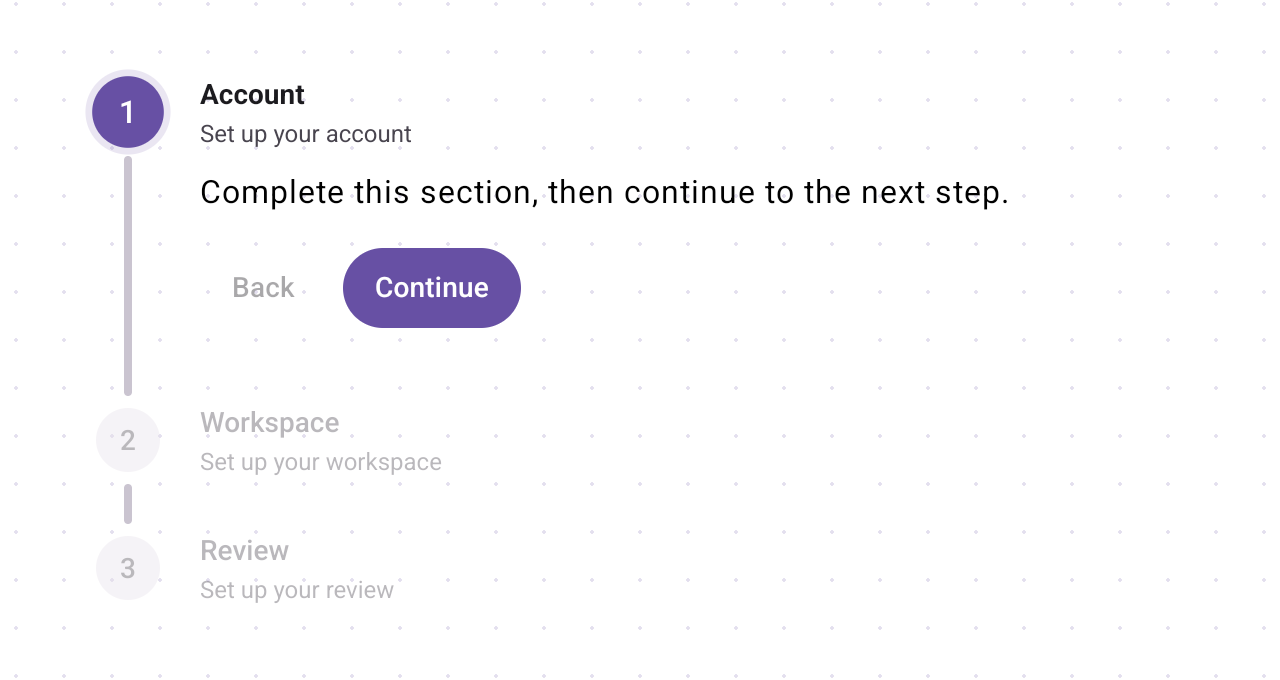 1
Account
Set up your account
Complete this section, then continue to the next step.
Back
Continue
2
Workspace
Set up your workspace
3
Review
Set up your review